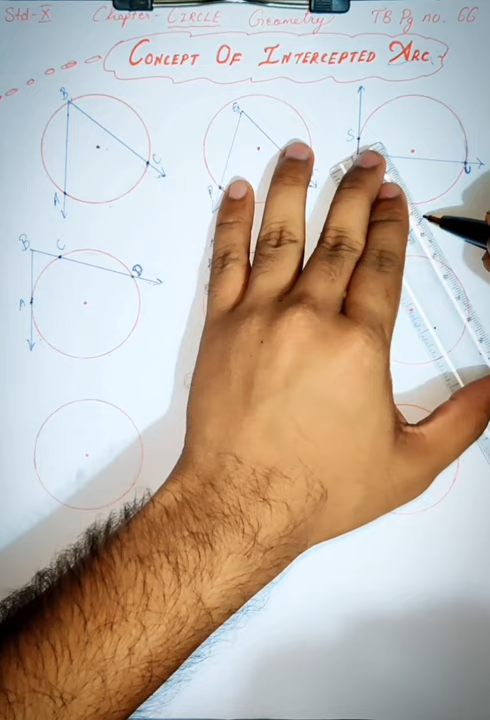 Std-X Chapter- CIRCLE Geometry TB Pg no. 66
CONCEPT OF INTERCEPTED ARC.
B
C
A
Q
P
S
B
C
D
A